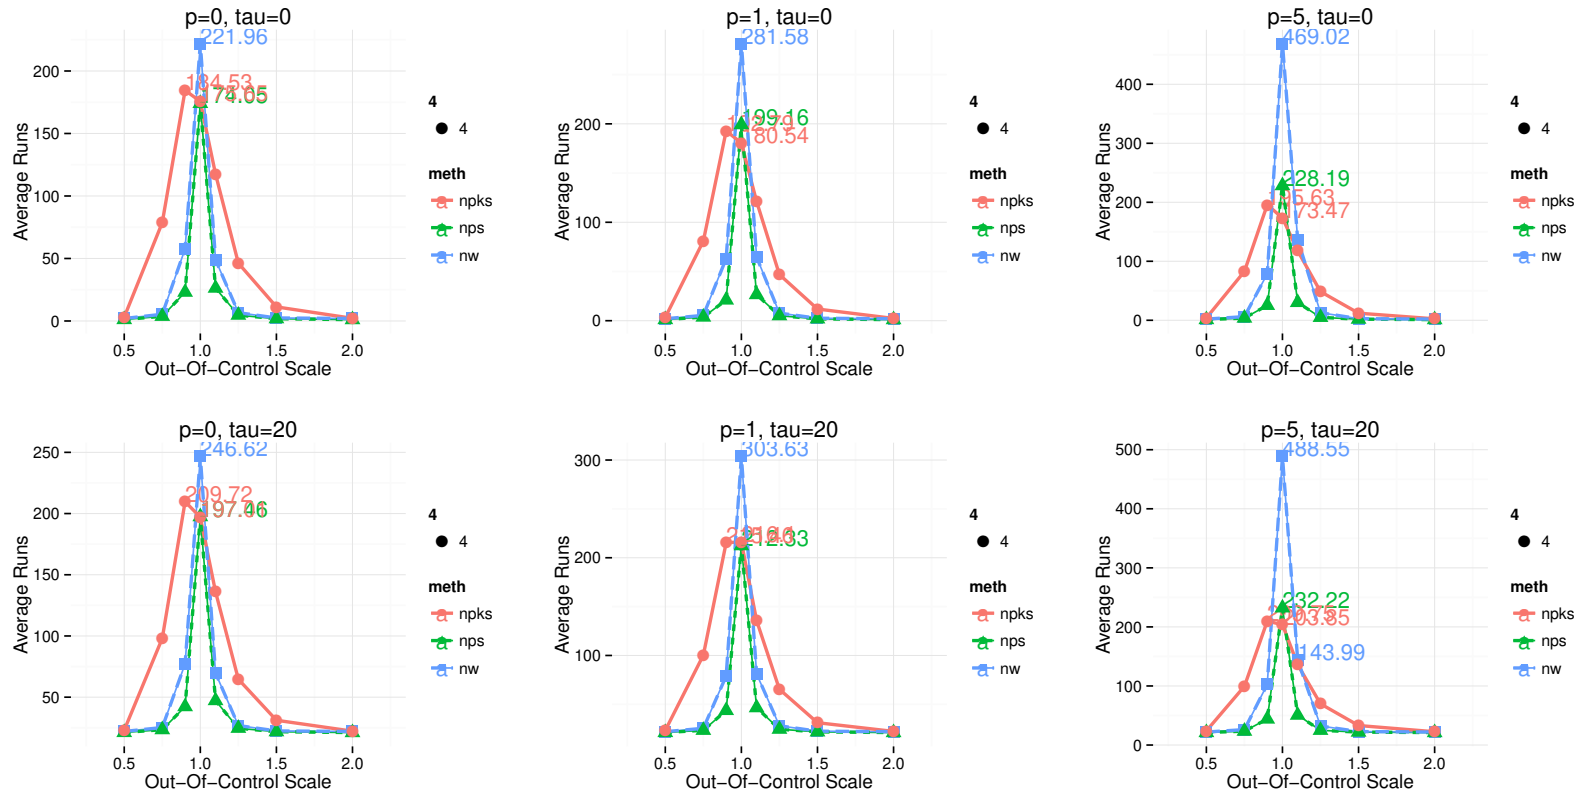 p=0, tau=0
221.96
184.53
174.05
200
150
100
50
0
Average Runs
0.5 1.0 1.5 2.0
Out−Of−Control Scale
4
4
meth
a npks
a nps
a nw
p=1, tau=0
281.58
199.16
180.54
200
100
0
Average Runs
0.5 1.0 1.5 2.0
Out−Of−Control Scale
4
4
meth
a npks
a nps
a nw
p=5, tau=0
469.02
228.19
195.63
173.47
400
300
200
100
0
Average Runs
0.5 1.0 1.5 2.0
Out−Of−Control Scale
4
4
meth
a npks
a nps
a nw
p=0, tau=20
246.62
209.72
197.46
250
200
150
100
50
Average Runs
0.5 1.0 1.5 2.0
Out−Of−Control Scale
4
4
meth
a npks
a nps
a nw
p=1, tau=20
303.63
212.33
300
200
100
Average Runs
0.5 1.0 1.5 2.0
Out−Of−Control Scale
4
4
meth
a npks
a nps
a nw
p=5, tau=20
488.55
232.22
203.85
143.99
500
400
300
200
100
0
Average Runs
0.5 1.0 1.5 2.0
Out−Of−Control Scale
4
4
meth
a npks
a nps
a nw